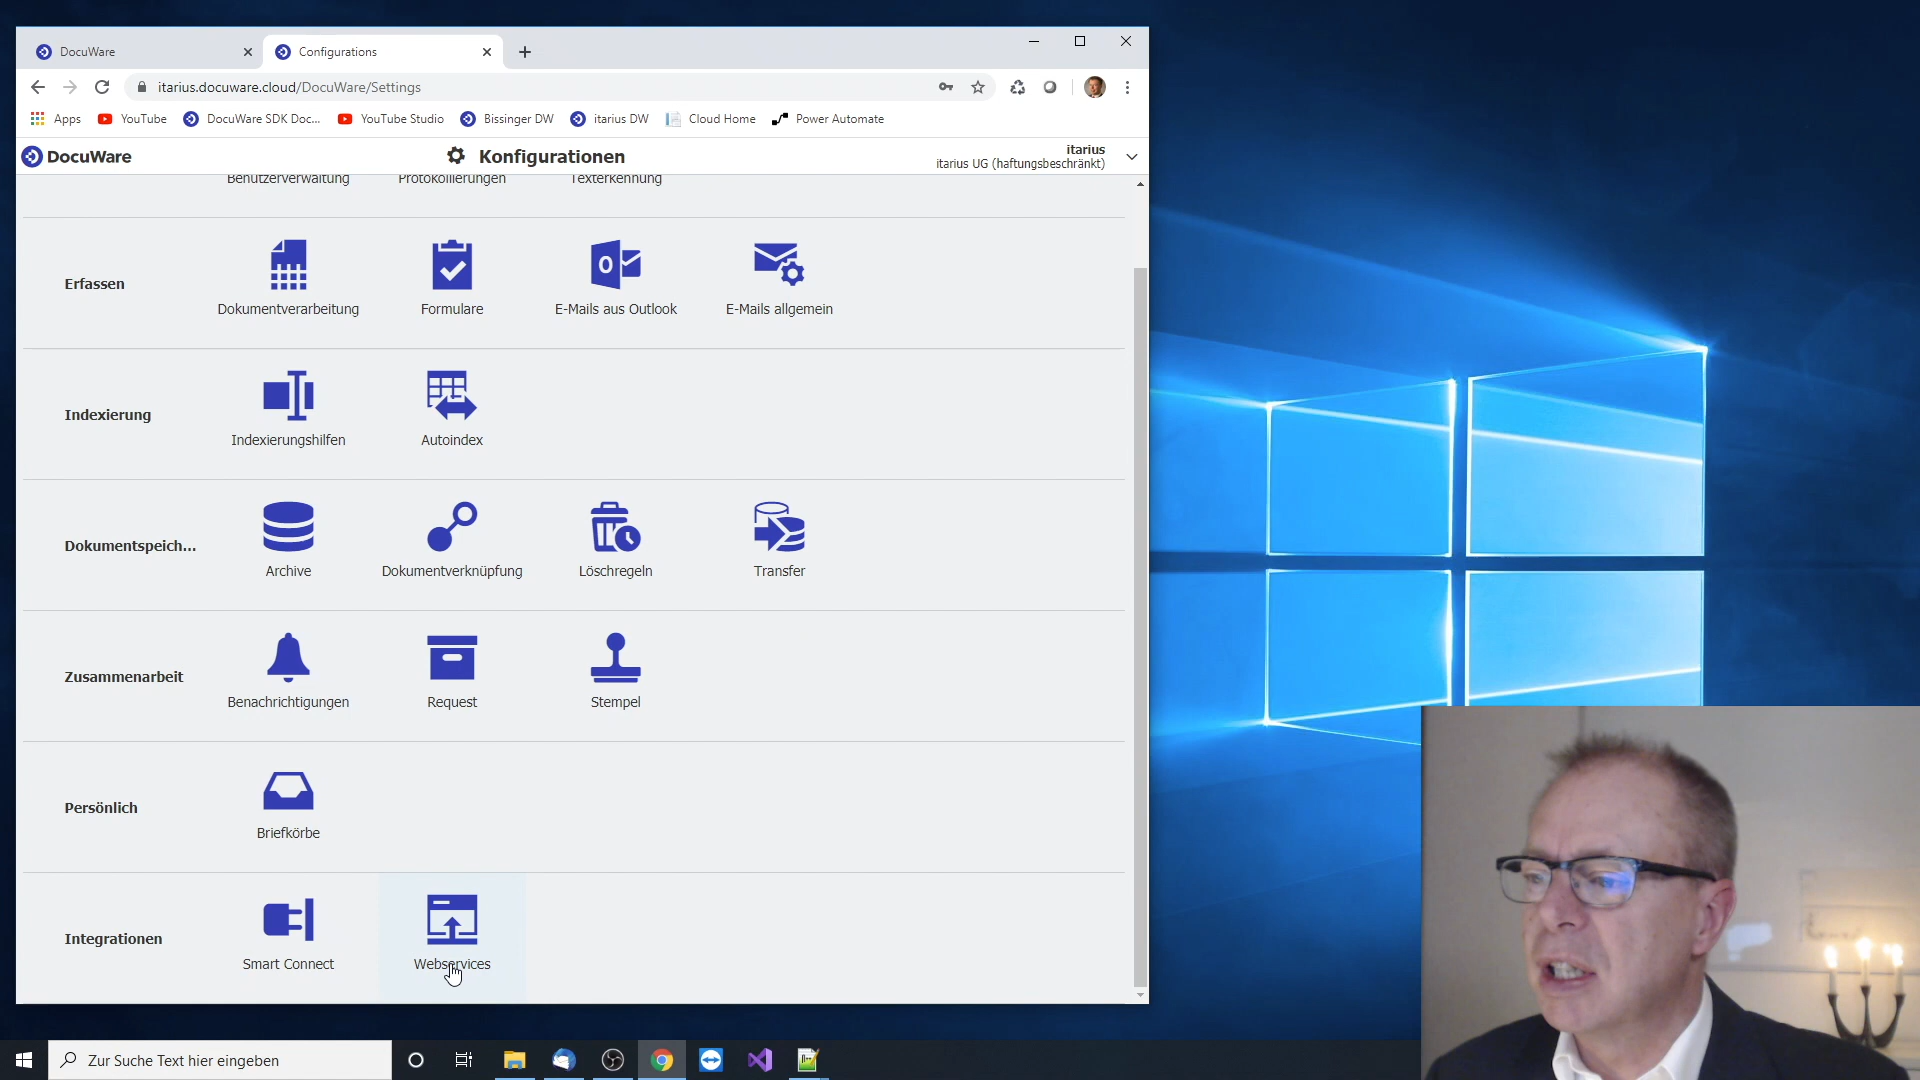 DocuWare
Configurations
itarius.docuware.cloud/DocuWare/Settings
Apps
YouTube
DocuWare SDK Doc...
YouTube Studio
Bissinger DW
itarius DW
Cloud Home
Power Automate
DocuWare
Konfigurationen
itarius
itarius UG (haftungsbeschränkt)
Benutzerverwaltung
Protokollierungen
Texterkennung
Erfassen
Dokumentverarbeitung
Formulare
E-Mails aus Outlook
E-Mails allgemein
Indexierung
Indexierungshilfen
Autoindex
Dokumentspeich...
Archive
Dokumentverknüpfung
Löschregeln
Transfer
Zusammenarbeit
Benachrichtigungen
Request
Stempel
Persönlich
Briefkörbe
Integrationen
Smart Connect
Webservices
Zur Suche Text hier eingeben